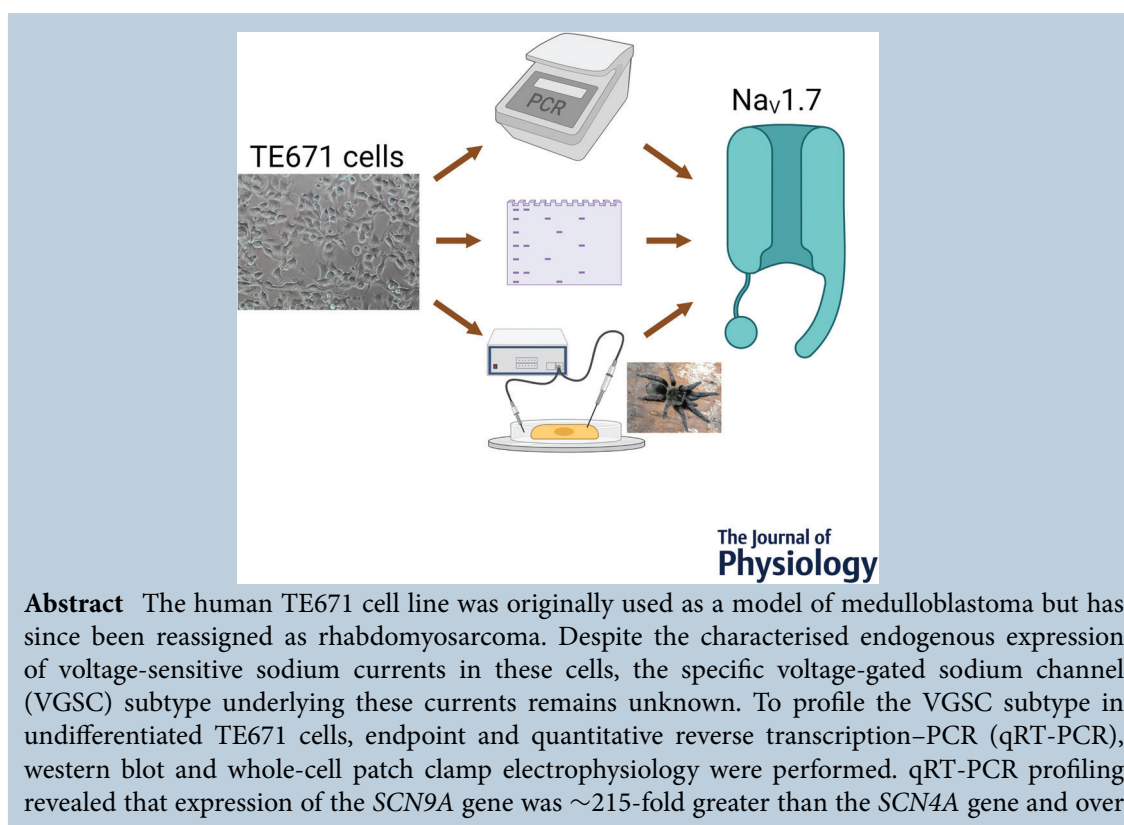 PCR
Na_V1.7
TE671 cells
The Journal of
Physiology
Abstract The human TE671 cell line was originally used as a model of medulloblastoma but has
since been reassigned as rhabdomyosarcoma. Despite the characterised endogenous expression
of voltage-sensitive sodium currents in these cells, the specific voltage-gated sodium channel
(VGSC) subtype underlying these currents remains unknown. To profile the VGSC subtype in
undifferentiated TE671 cells, endpoint and quantitative reverse transcription–PCR (qRT-PCR),
western blot and whole-cell patch clamp electrophysiology were performed. qRT-PCR profiling
revealed that expression of the SCN9A gene was ∼215-fold greater than the SCN4A gene and over